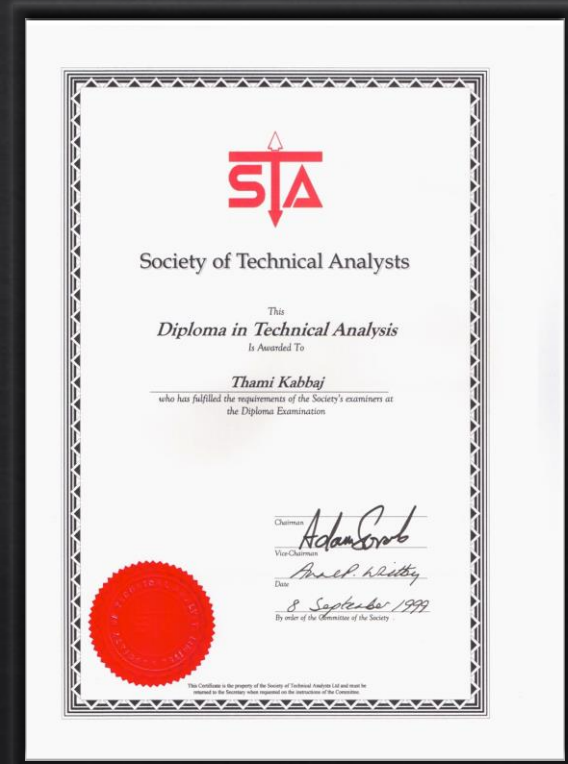 STA
Society of Technical Analysts
This
Diploma in Technical Analysis
Is Awarded To
Thami Kabbaj
who has fulfilled the requirements of the Society's examiners at
the Diploma Examination
Chairman
Vice-Chairman
Date
8 September 1999
By order of the Committee of the Society
This Certificate is the property of the Society of Technical Analysts Ltd and must be
returned to the Secretary when requested on the instructions of the Committee.